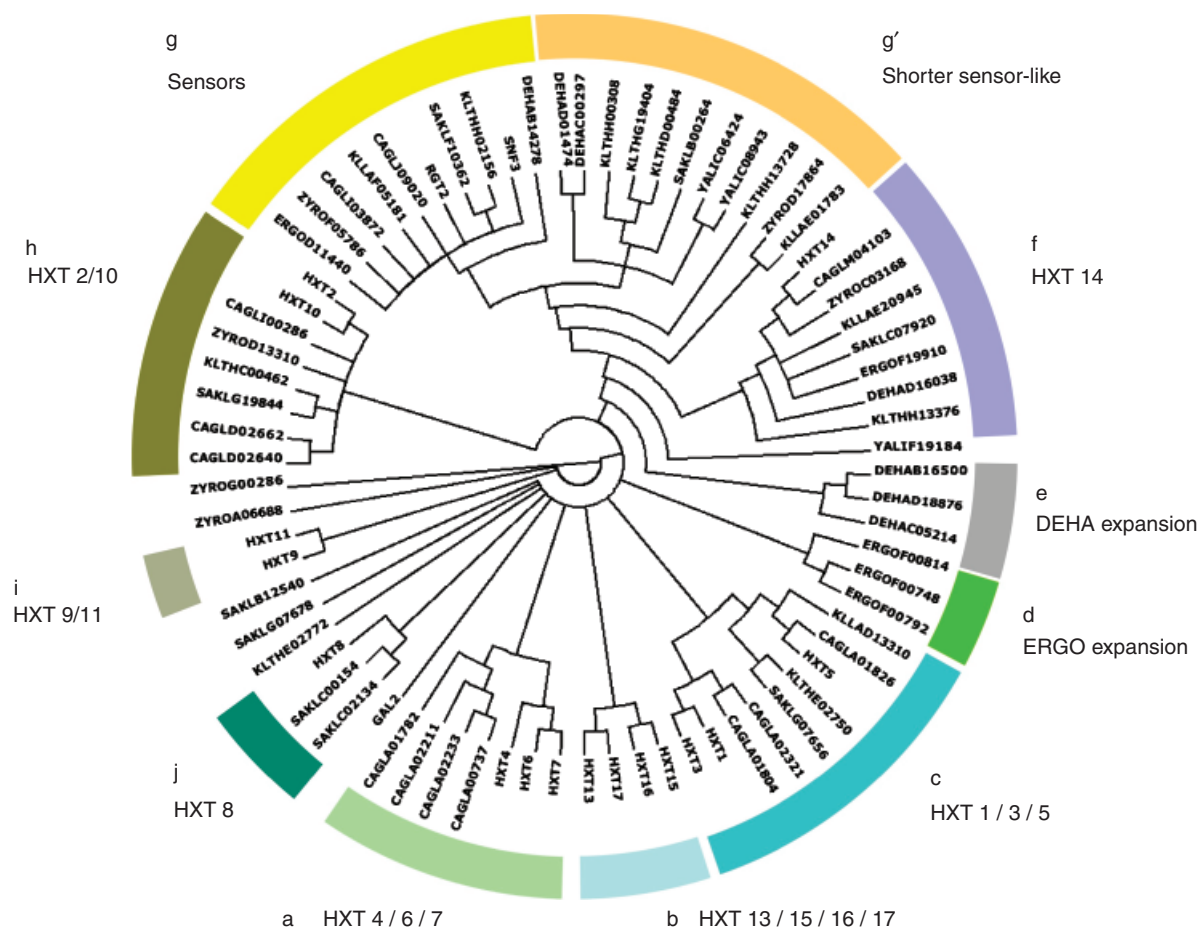 g
Sensors
g′
Shorter sensor-like
f
HXT 14
e
DEHA expansion
d
ERGO expansion
c
HXT 1 / 3 / 5
b HXT 13 / 15 / 16 / 17
a HXT 4 / 6 / 7
j
HXT 8
i
HXT 9/11
h
HXT 2/10
DEHAD01474
DEHAC00297
KLTHH00308
KLTHG19404
KLTHD00484
SAKLB00264
YALIC06424
YALIC08943
KLTHH13728
ZYROD17864
KLLAE01783
HXT14
CAGLM04103
ZYROC03168
KLLAE20945
SAKLC07920
ERGOF19910
DEHAD16038
KLTHH13376
YALIF19184
DEHAB16500
DEHAD18876
DEHAC05214
ERGOF00814
ERGOF00748
ERGOF00792
KLLAD13310
CAGLA01826
HXT5
KLTHE02750
SAKLG07656
CAGLA02321
CAGLA01804
HXT1
HXT3
HXT15
HXT16
HXT17
HXT13
HXT7
HXT6
HXT4
CAGLA00737
CAGLA02233
CAGLA02211
CAGLA01782
GAL2
SAKLC02134
SAKLC00154
HXT8
KLTHE02772
SAKLG07678
SAKLB12540
HXT9
HXT11
ZYROA06688
ZYROG00286
CAGLD02640
CAGLD02662
SAKLG19844
KLTHC00462
ZYROD13310
CAGLI00286
HXT10
HXT2
ERGOD11440
ZYROF05786
CAGLI03872
KLLAF05181
CAGLJ09020
RGT2
SAKLF10362
KLTHH02156
SNF3
DEHAB14278